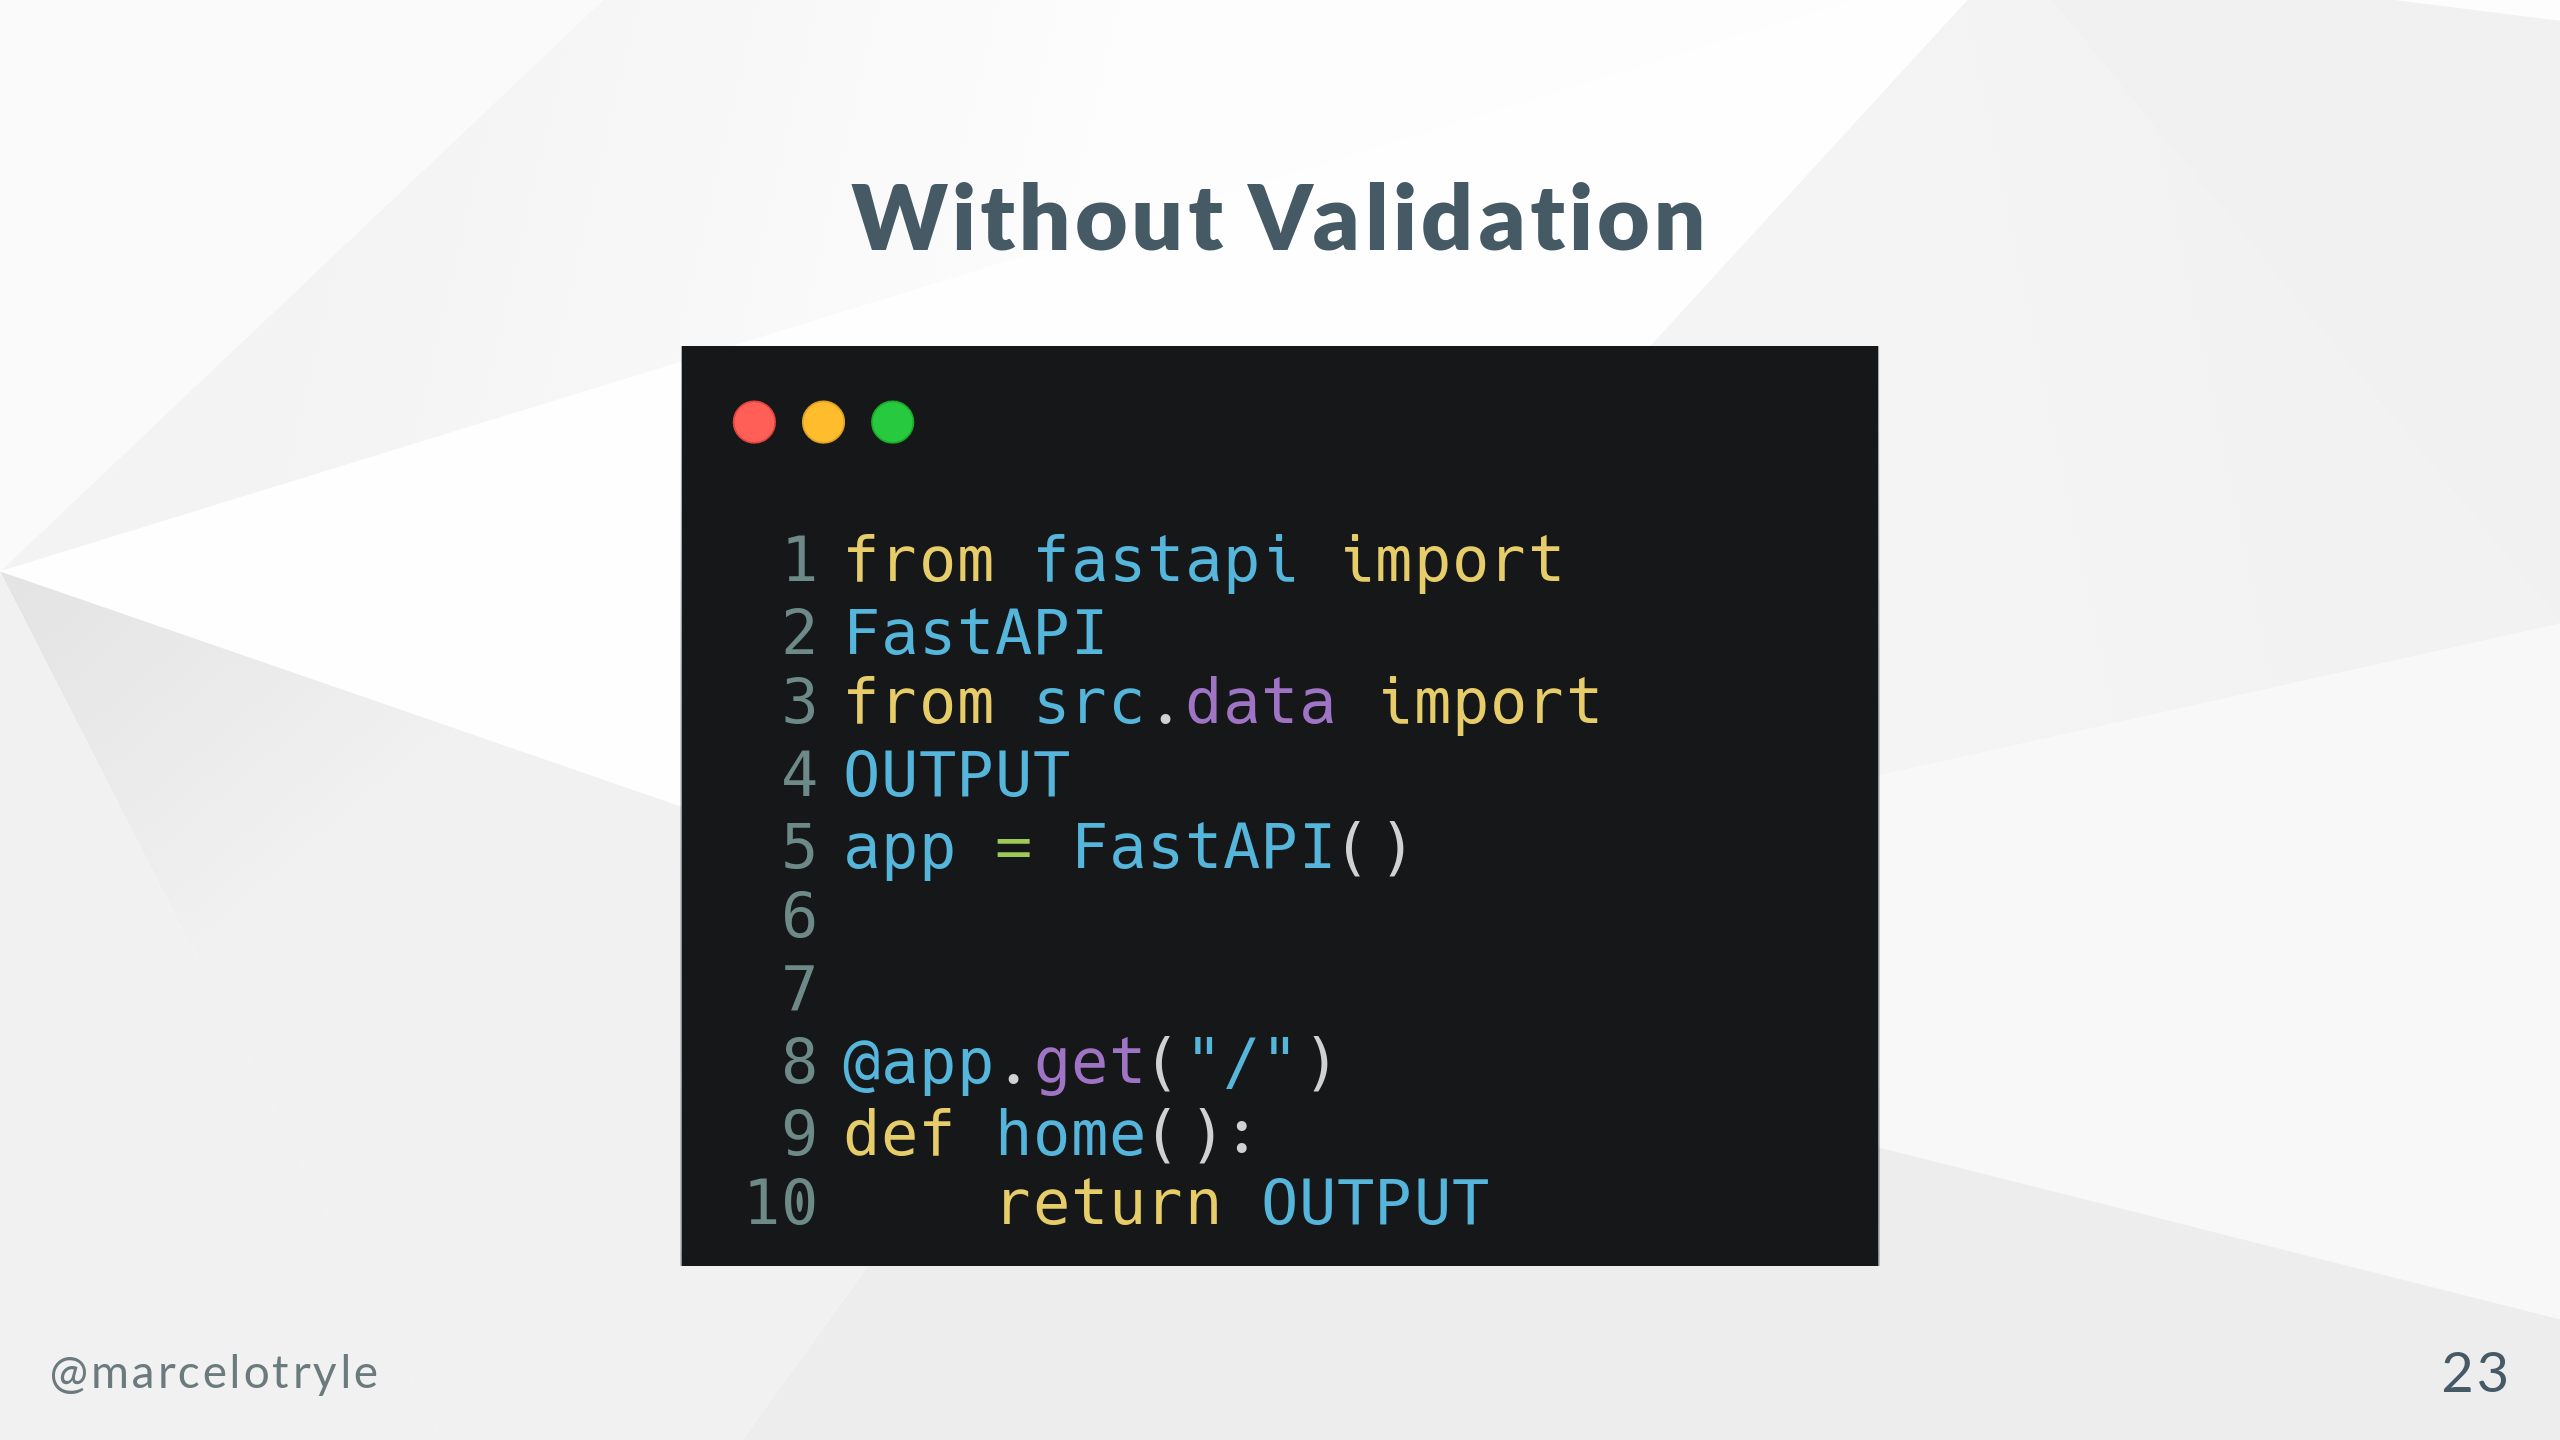 Without Validation
1 from fastapi import
2 FastAPI
3 from src.data import
4 OUTPUT
5 app = FastAPI()
6
7
8 @app.get("/")
9 def home():
10     return OUTPUT
@marcelotryle
23